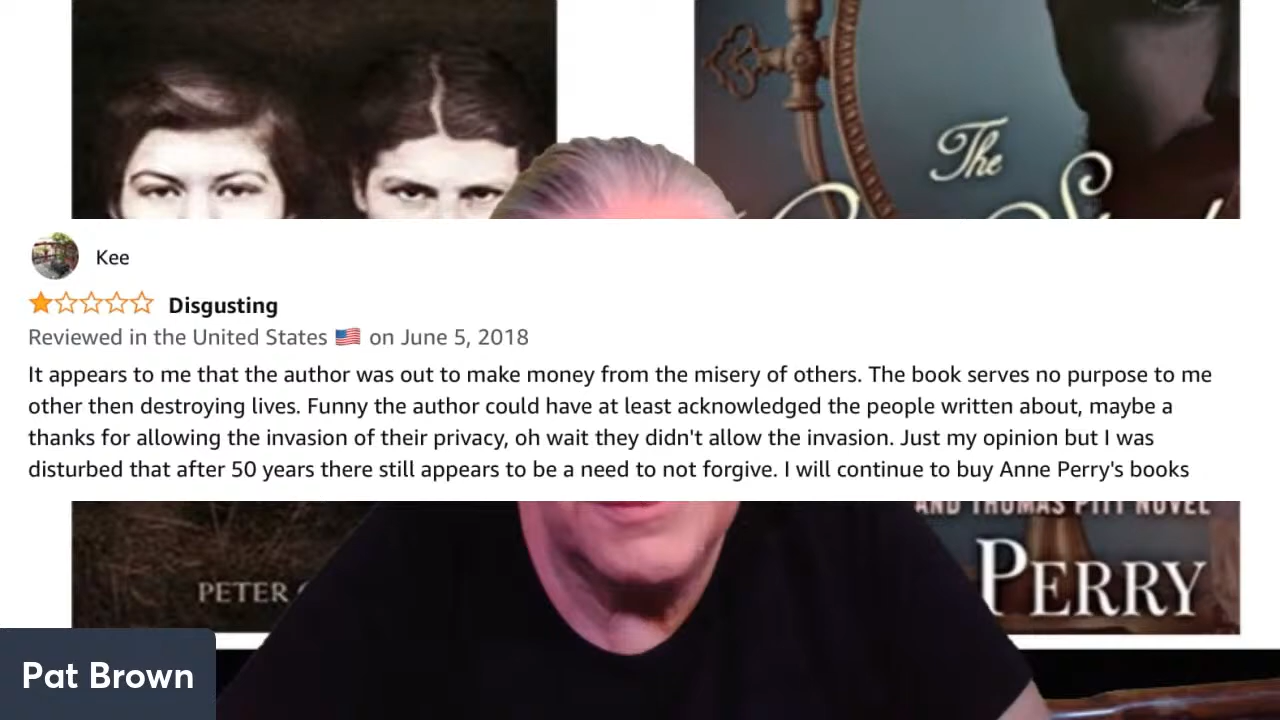 The
Kee
Disgusting
Reviewed in the United States 🇺🇸 on June 5, 2018
It appears to me that the author was out to make money from the misery of others. The book serves no purpose to me
other then destroying lives. Funny the author could have at least acknowledged the people written about, maybe a
thanks for allowing the invasion of their privacy, oh wait they didn't allow the invasion. Just my opinion but I was
disturbed that after 50 years there still appears to be a need to not forgive. I will continue to buy Anne Perry's books
AND THOMAS PITT NOVEL
PETER
PERRY
Pat Brown